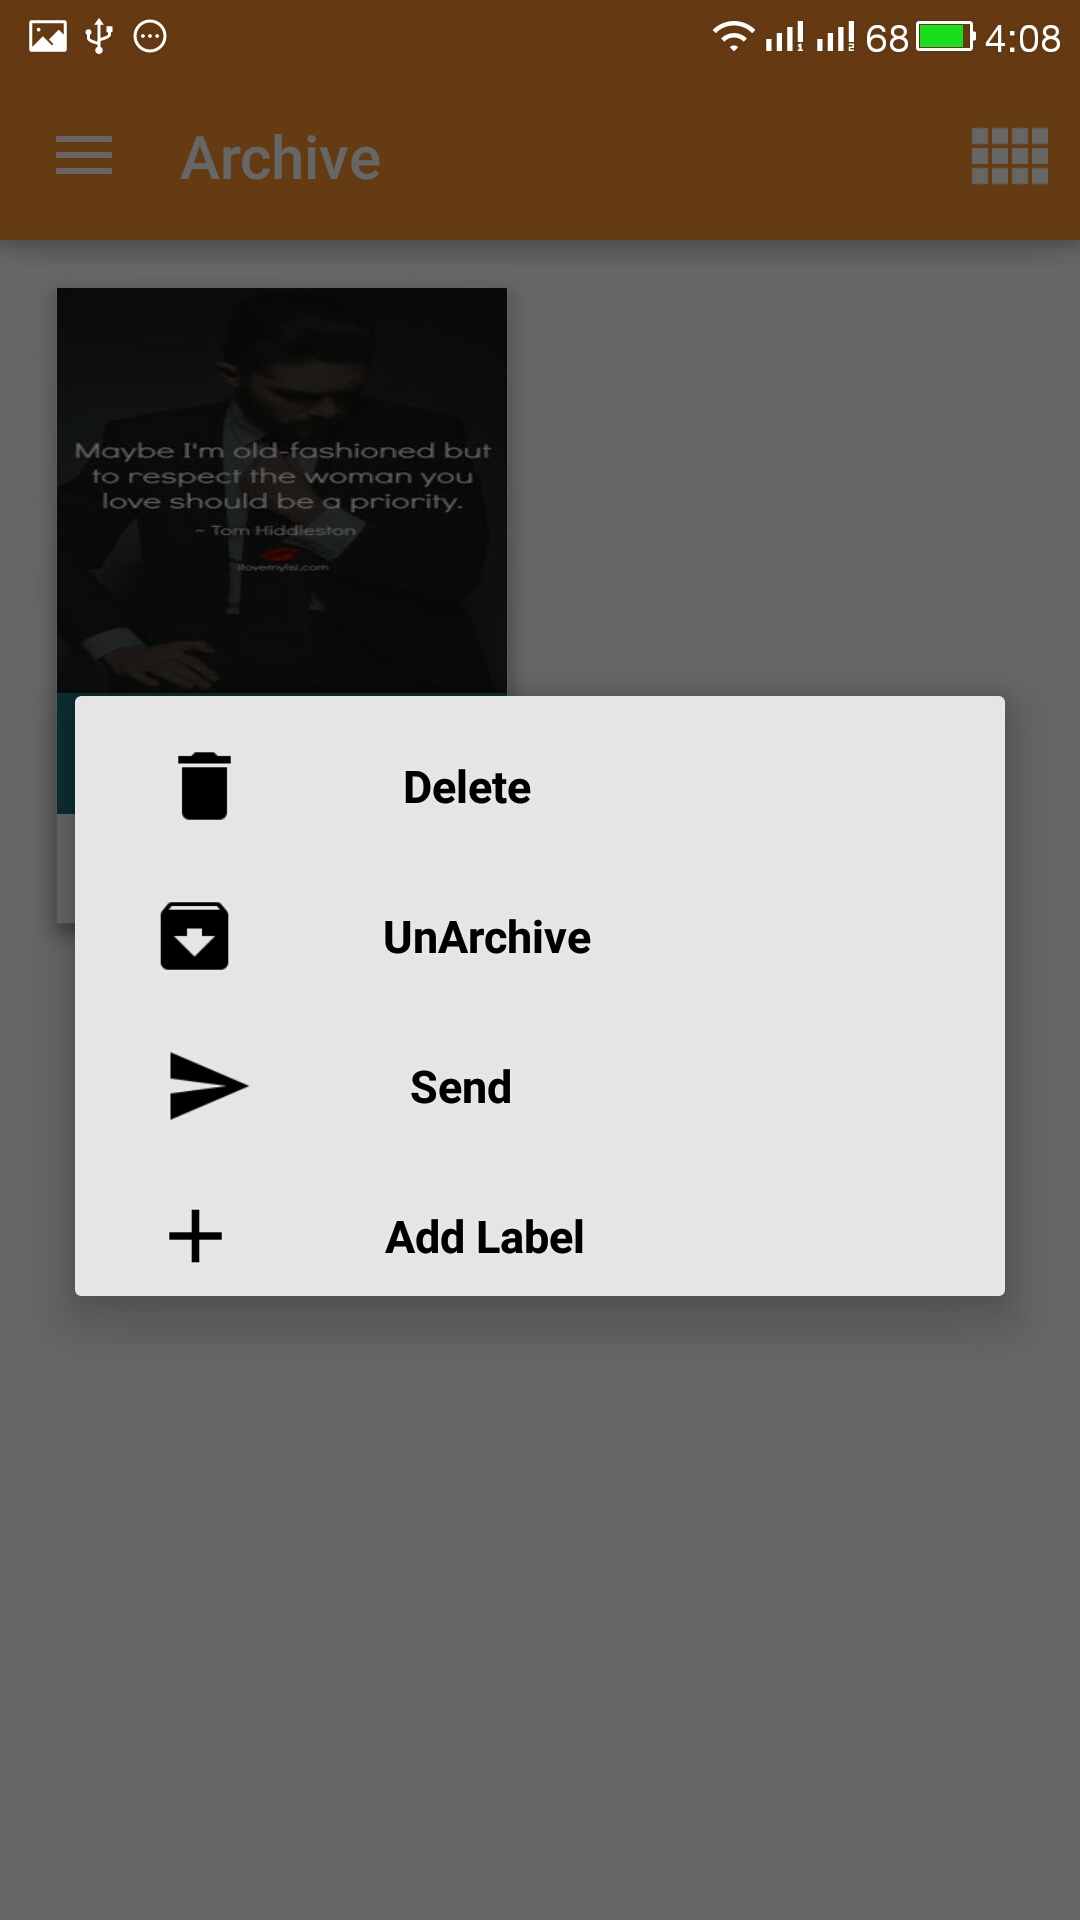 68 4:08
Archive
Maybe I'm old-fashioned but
to respect the woman you
love should be a priority.
~ Tom Hiddleston
ilovemylsi.com
Delete
UnArchive
Send
Add Label